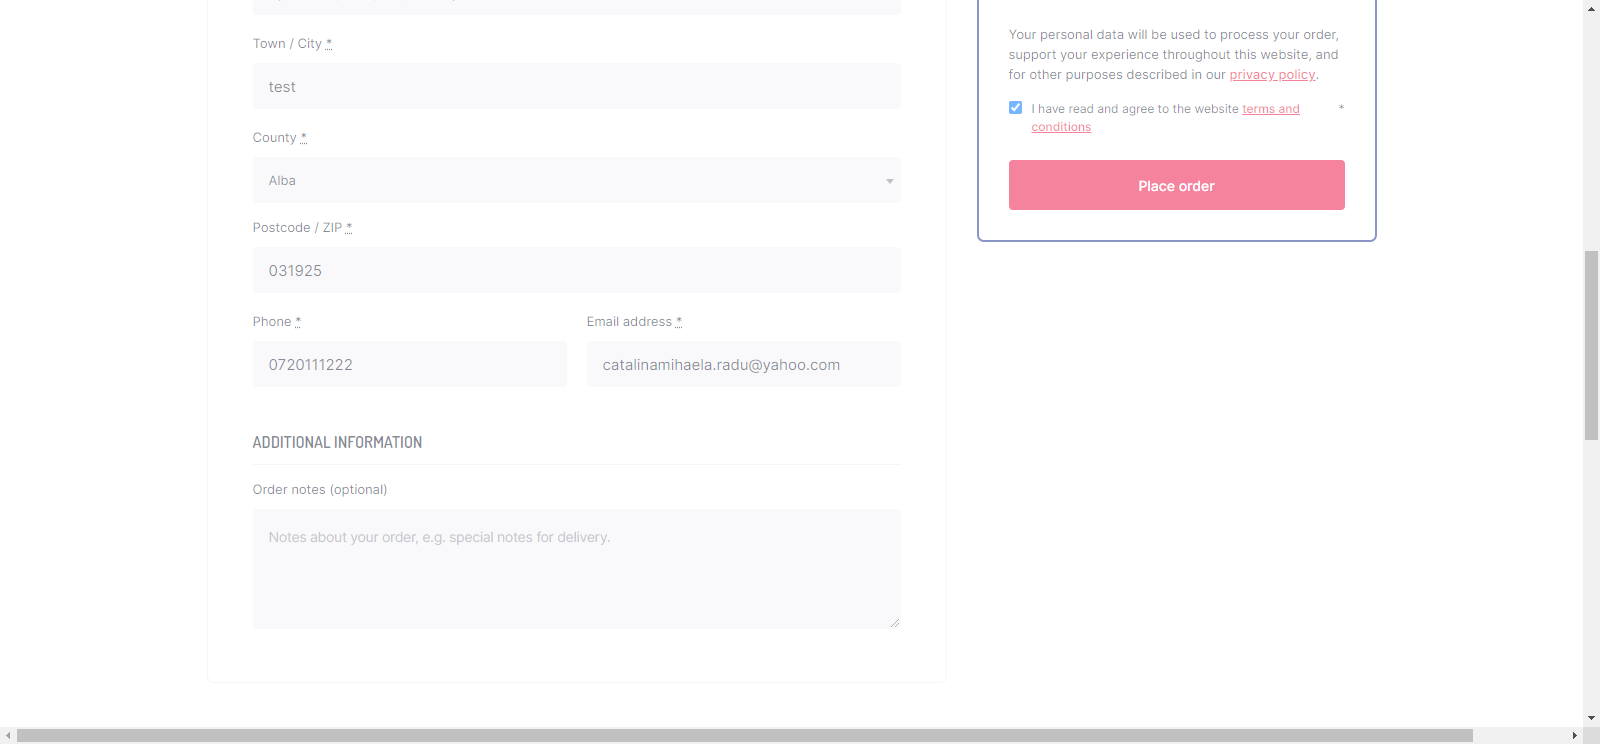 Town / City *
test
County *
Alba
Postcode / ZIP *
031925
Phone *
Email address *
0720111222
catalinamihaela.radu@yahoo.com
ADDITIONAL INFORMATION
Order notes (optional)
Notes about your order, e.g. special notes for delivery.
Your personal data will be used to process your order,
support your experience throughout this website, and
for other purposes described in our privacy policy.
I have read and agree to the website terms and *
conditions
Place order